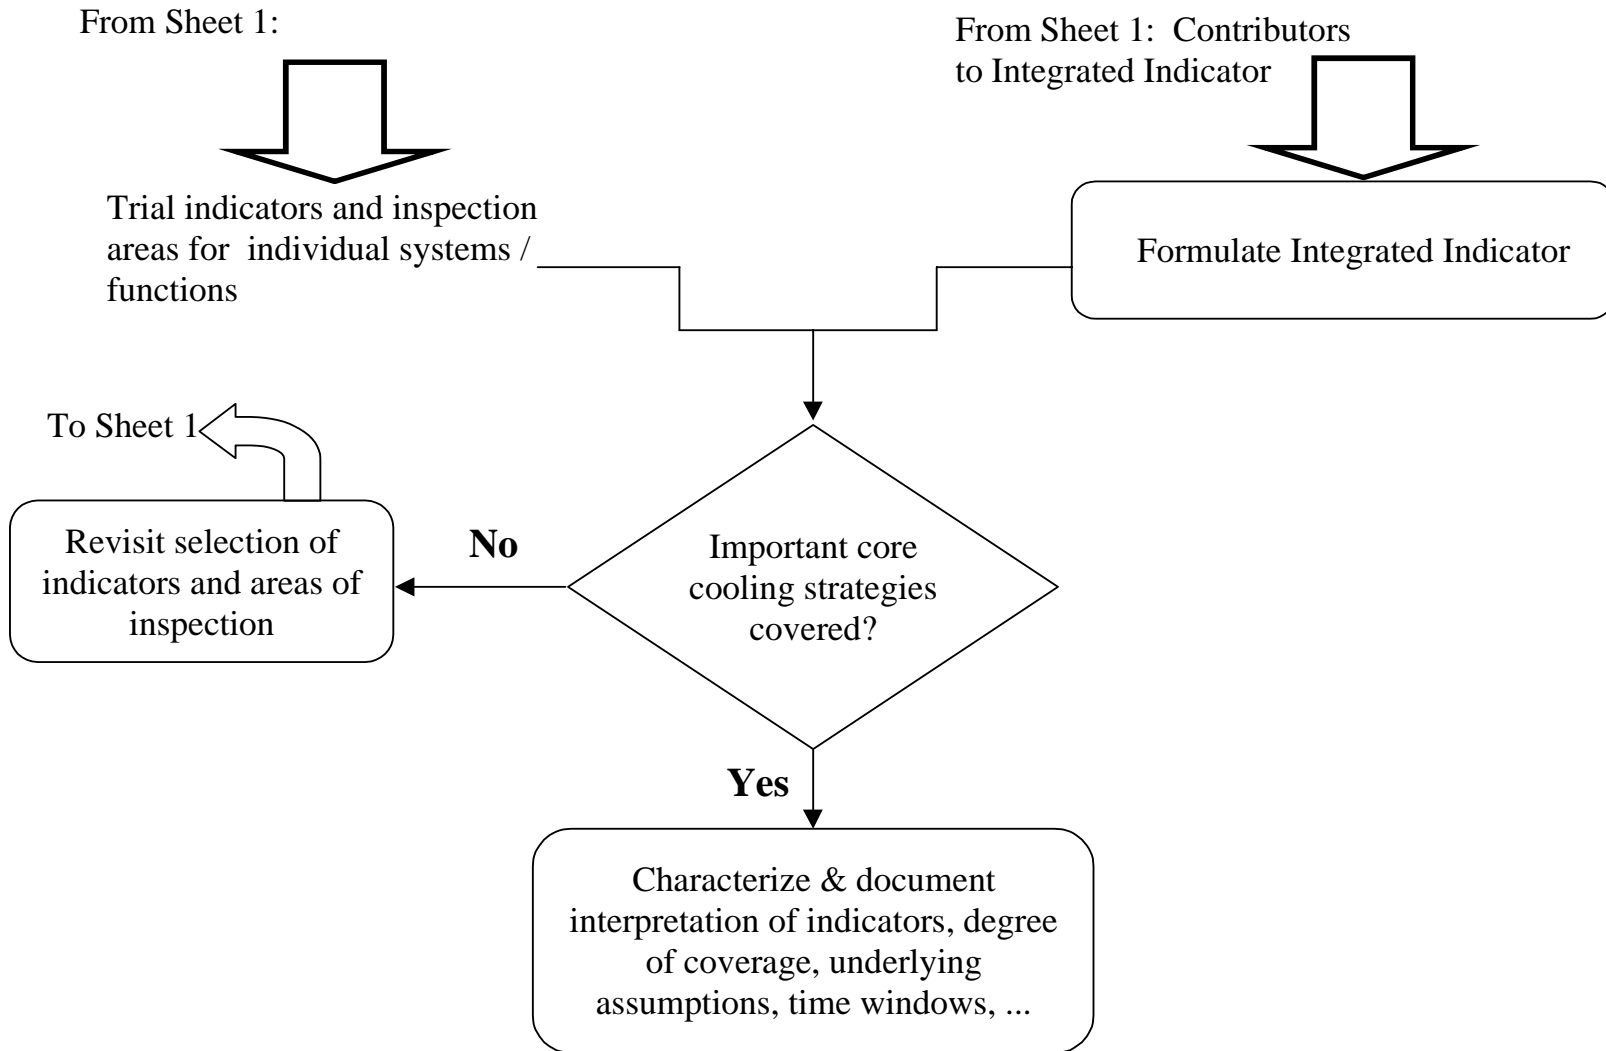 From Sheet 1:
From Sheet 1:  Contributors
to Integrated Indicator
Trial indicators and inspection
areas for  individual systems /
functions
Formulate Integrated Indicator
To Sheet 1
Revisit selection of
indicators and areas of
inspection
No
Important core
cooling strategies
covered?
Yes
Characterize & document
interpretation of indicators, degree
of coverage, underlying
assumptions, time windows, ...